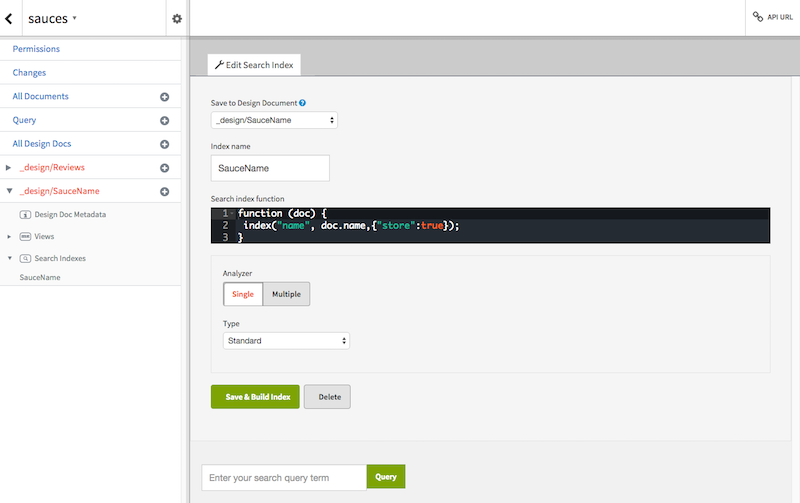 sauces
API URL
Permissions
Changes
All Documents
Query
All Design Docs
_design/Reviews
_design/SauceName
Design Doc Metadata
Views
Search Indexes
SauceName
Edit Search Index
Save to Design Document
_design/SauceName
Index name
SauceName
Search index function
1 function (doc) {
2 index("name", doc.name,{"store":true});
3 }
Analyzer
Single Multiple
Type
Standard
Save & Build Index Delete
Enter your search query term Query